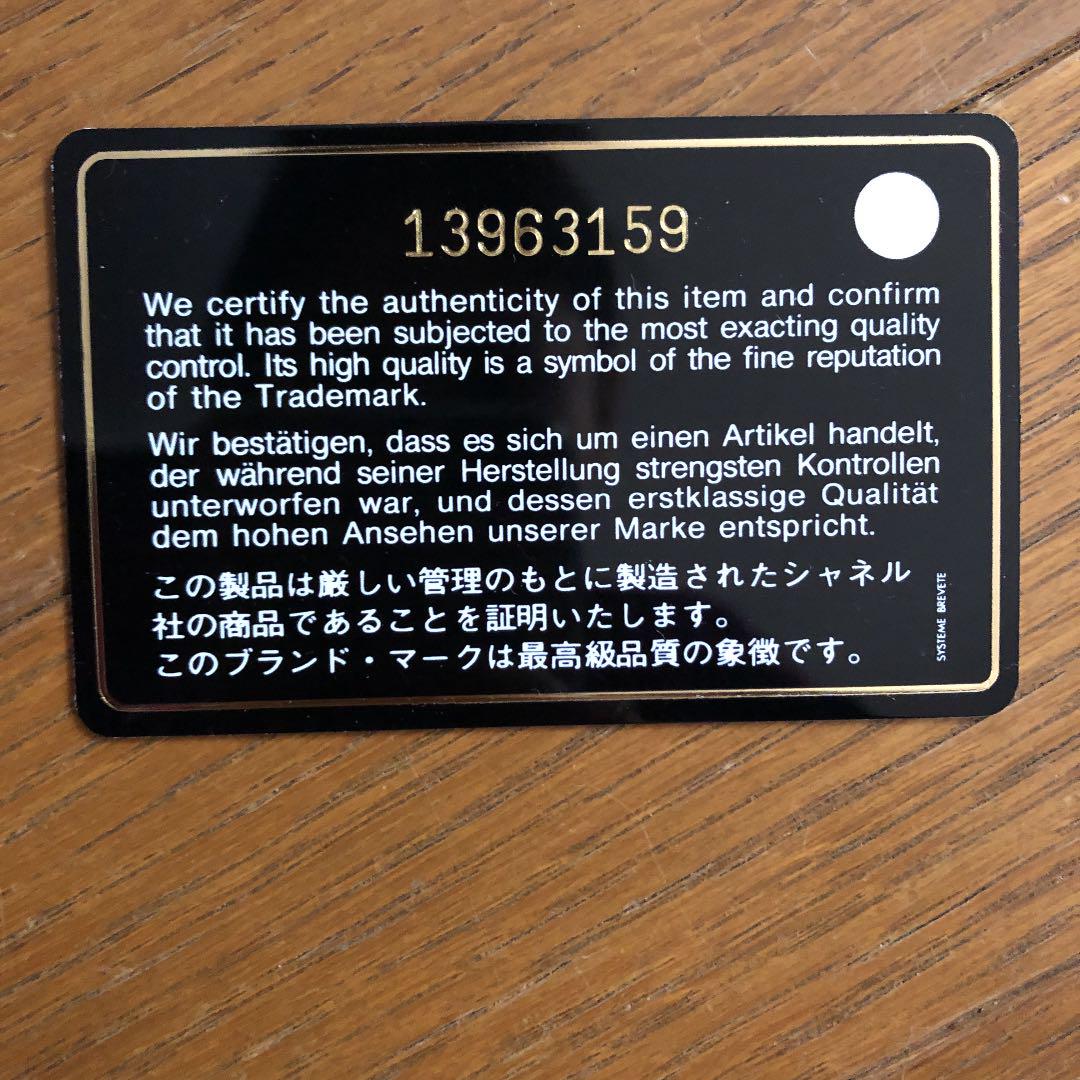 13963159
We certify the authenticity of this item and confirm
that it has been subjected to the most exacting quality
control. Its high quality is a symbol of the fine reputation
of the Trademark.
Wir bestätigen, dass es sich um einen Artikel handelt,
der während seiner Herstellung strengsten Kontrollen
unterworfen war, und dessen erstklassige Qualität
dem hohen Ansehen unserer Marke entspricht.
この製品は厳しい管理のもとに製造されたシャネル
社の商品であることを証明いたします。
このブランド・マークは最高級品質の象徴です。
SYSTEME BREVETE